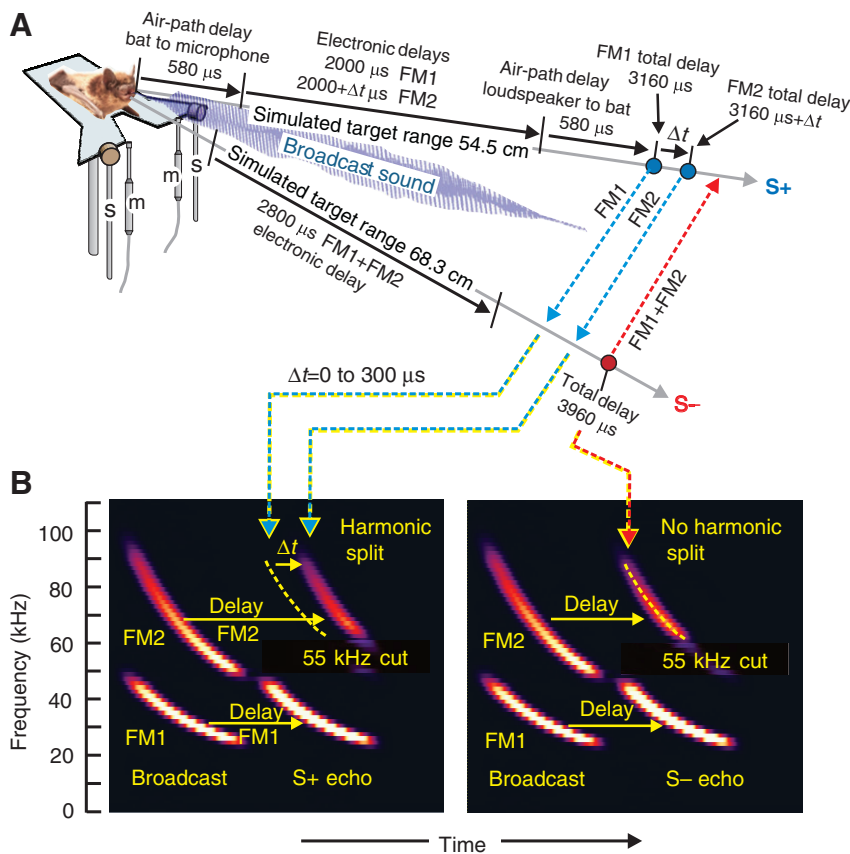 A
Air-path delay
bat to microphone
580 µs
Electronic delays
2000 µs FM1
2000+Δt µs FM2
Air-path delay
loudspeaker to bat
580 µs
FM1 total delay
3160 µs
Δt
FM2 total delay
3160 µs+Δt
Simulated target range 54.5 cm
Broadcast sound
S+
Simulated target range 68.3 cm
2800 µs FM1+FM2
electronic delay
s
m
m
s
FM1
FM2
FM1+FM2
Δt=0 to 300 µs
Total delay
3960 µs
S–
B
Frequency (kHz)
100
80
60
40
20
0
Harmonic
split
Δt
Delay
FM2
FM2
55 kHz cut
Delay
FM1
FM1
Broadcast
S+ echo
No harmonic
split
Delay
FM2
55 kHz cut
Delay
FM1
Broadcast
S– echo
Time